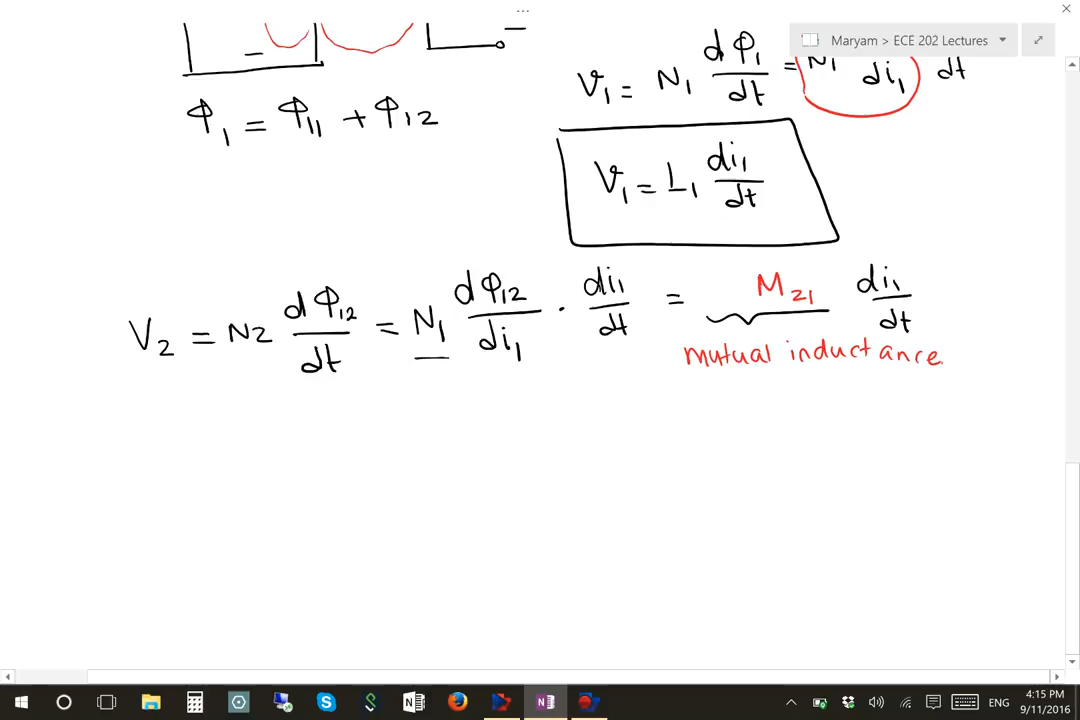 Maryam > ECE 202 Lectures
V₁ = N₁ dφ₁/dt = N₁ di₁ dt
φ₁ = φ₁₁ + φ₁₂
V₁ = L₁ di₁/dt
V₂ = N2 dφ₁₂/dt = N₁ dφ₁₂/di₁ · di₁/dt = M₂₁ di₁/dt
mutual inductance
ENG
4:15 PM
9/11/2016